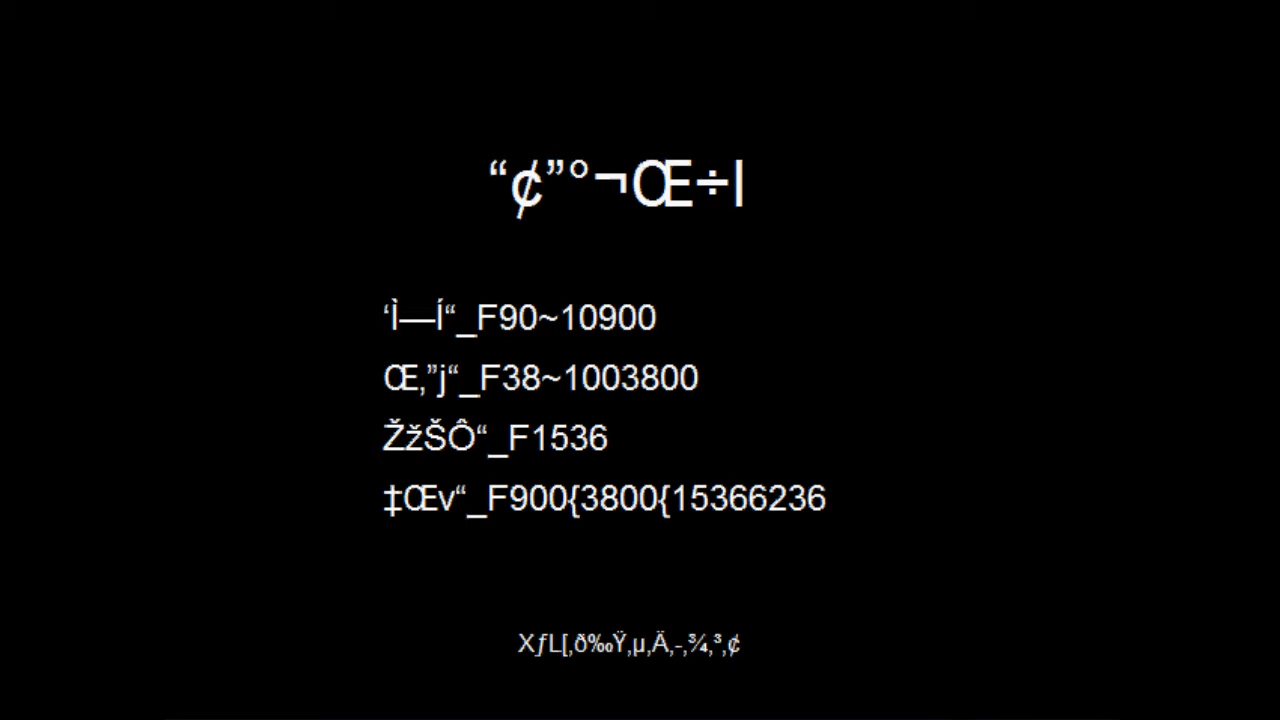 “¢”°¬Œ÷I
‘Ì—Í“_F90~10900
Œ‚”j“_F38~1003800
ŽžŠÔ“_F1536
‡Œv“_F900{3800{15366236
XƒL[‚ð‰Ÿ‚µ‚Ä‚-‚¾‚³‚¢